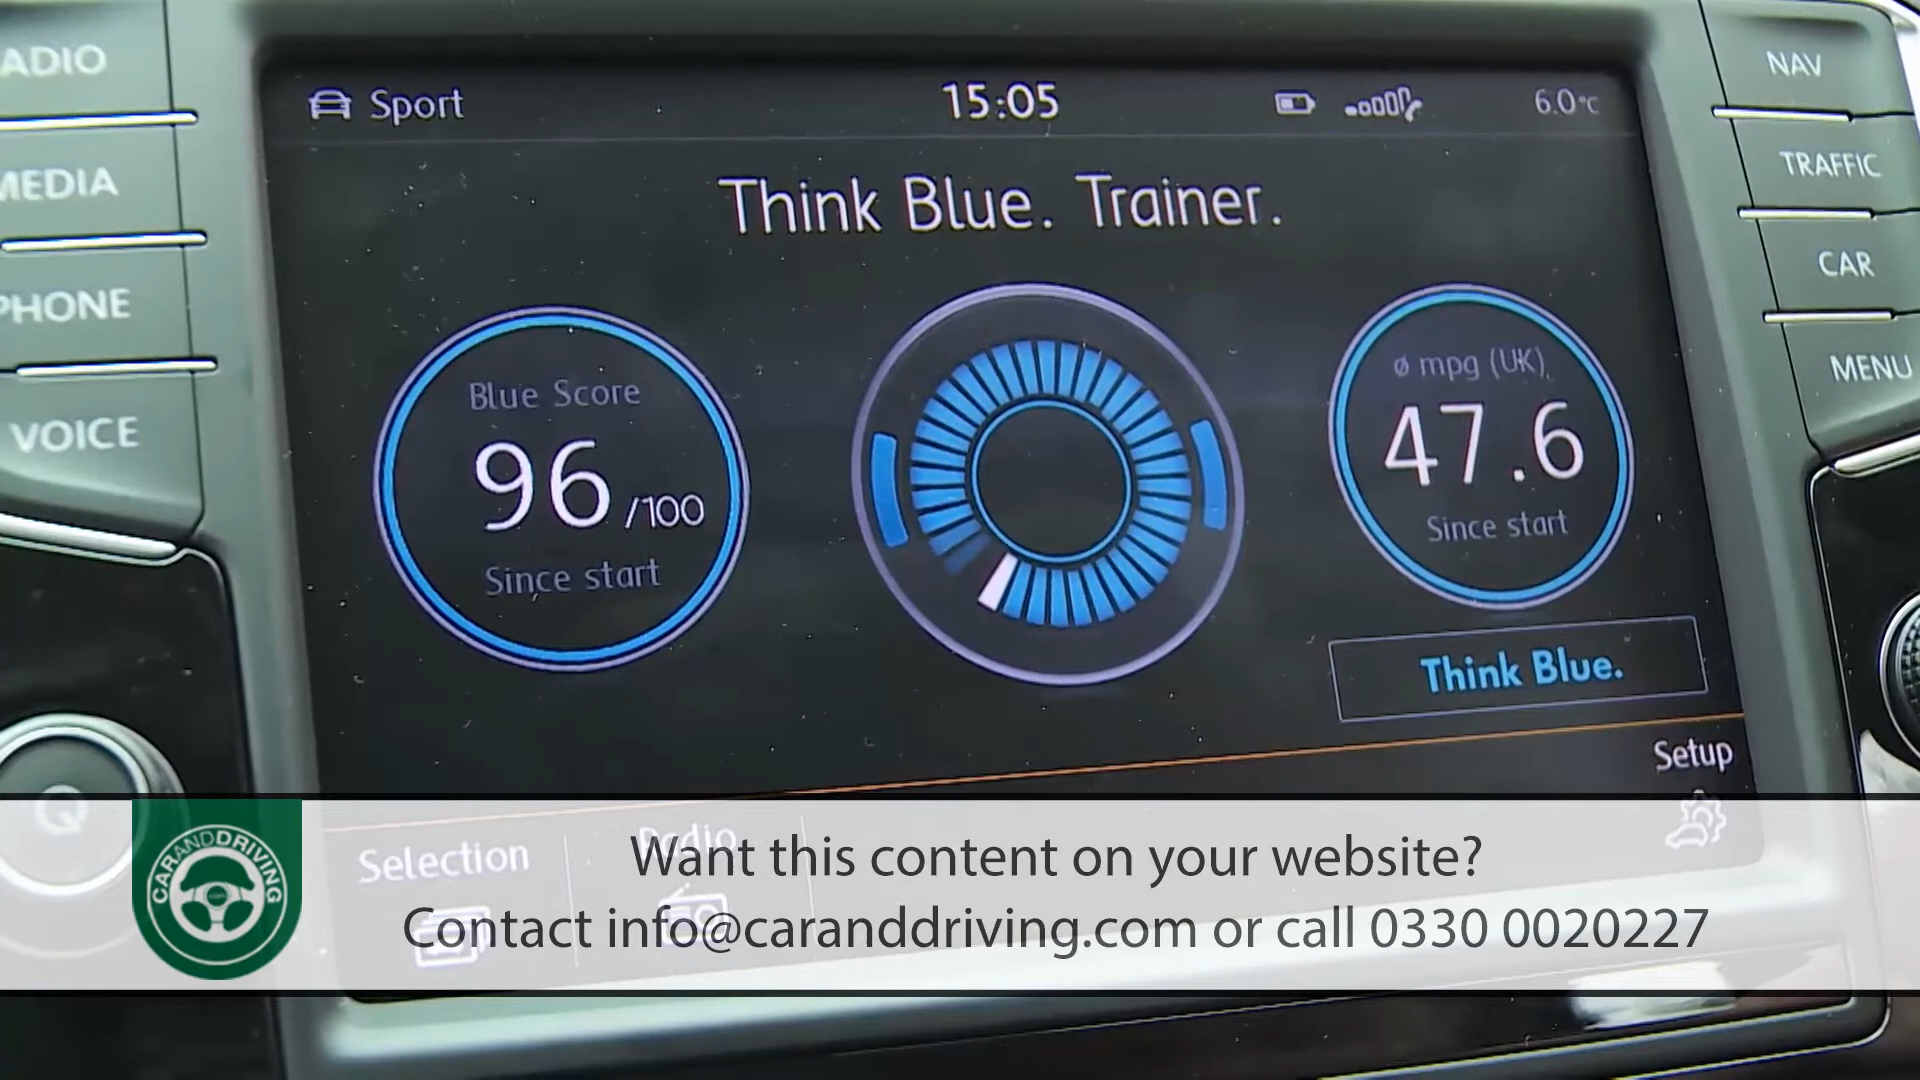 ADIO
MEDIA
PHONE
VOICE
Sport
15:05
6.0°C
Think Blue. Trainer.
Blue Score
96/100
Since start
ø mpg (UK)
47.6
Since start
Think Blue.
Setup
NAV
TRAFFIC
CAR
MENU
Selection
Radio
CARANDDRIVING
Want this content on your website?
Contact info@caranddriving.com or call 0330 0020227